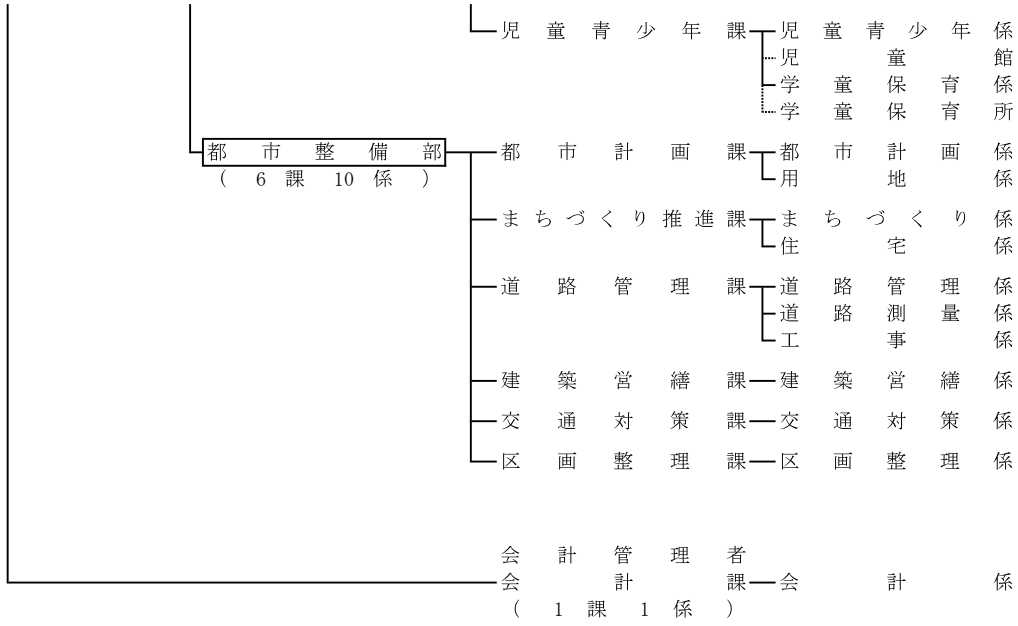 児童青少年課 児童青少年係
児童館
学童保育係
学童保育所
都市整備部 都市計画課 都市計画係
(6課10係) 用地係
まちづくり推進課 まちづくり係
住宅係
道路管理課 道路管理係
道路測量係
工事係
建築営繕課 建築営繕係
交通対策課 交通対策係
区画整理課 区画整理係
会計管理者
会計課 会計係
(1課1係)